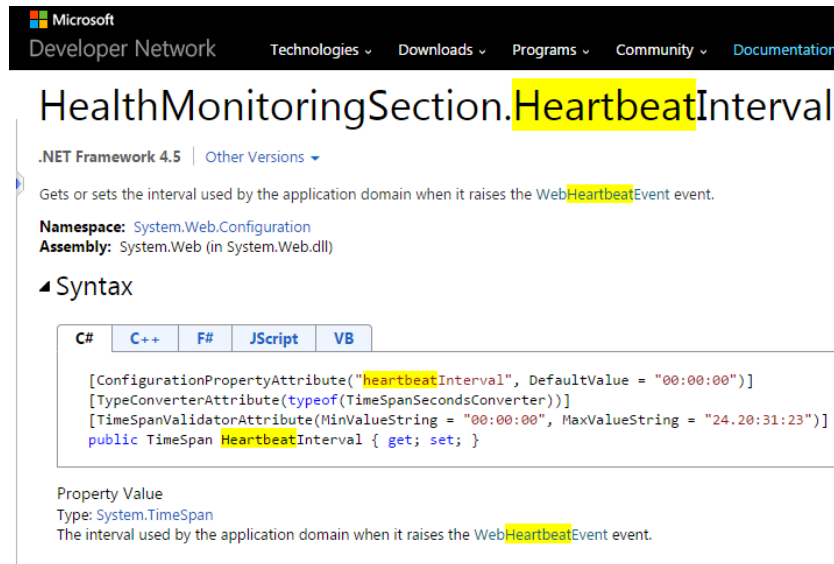 Microsoft
Developer Network Technologies Downloads Programs Community Documentation
HealthMonitoringSection.HeartbeatInterval
.NET Framework 4.5 Other Versions
Gets or sets the interval used by the application domain when it raises the WebHeartbeatEvent event.
Namespace: System.Web.Configuration
Assembly: System.Web (in System.Web.dll)
Syntax
C# C++ F# JScript VB
[ConfigurationPropertyAttribute("heartbeatInterval", DefaultValue = "00:00:00")]
[TypeConverterAttribute(typeof(TimeSpanSecondsConverter))]
[TimeSpanValidatorAttribute(MinValueString = "00:00:00", MaxValueString = "24.20:31:23")]
public TimeSpan HeartbeatInterval { get; set; }
Property Value
Type: System.TimeSpan
The interval used by the application domain when it raises the WebHeartbeatEvent event.